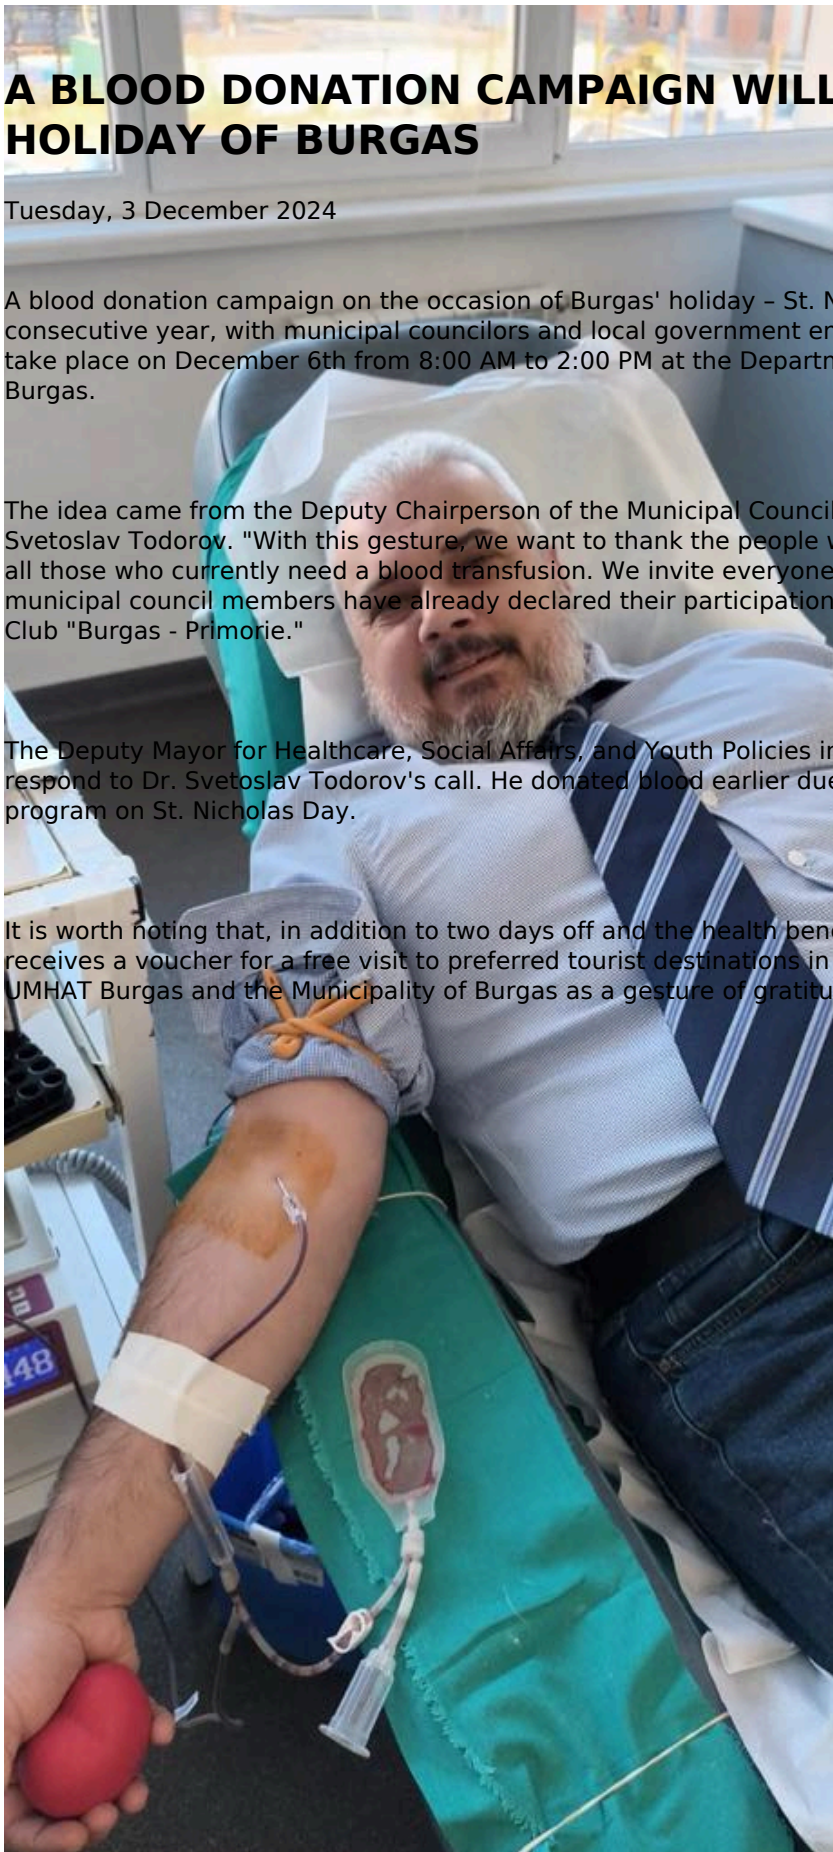 A BLOOD DONATION CAMPAIGN WILL
HOLIDAY OF BURGAS
Tuesday, 3 December 2024
A blood donation campaign on the occasion of Burgas' holiday – St. N
consecutive year, with municipal councilors and local government em
take place on December 6th from 8:00 AM to 2:00 PM at the Departm
Burgas.
The idea came from the Deputy Chairperson of the Municipal Council
Svetoslav Todorov. "With this gesture, we want to thank the people w
all those who currently need a blood transfusion. We invite everyone
municipal council members have already declared their participation
Club "Burgas - Primorie."
The Deputy Mayor for Healthcare, Social Affairs, and Youth Policies in
respond to Dr. Svetoslav Todorov's call. He donated blood earlier due
program on St. Nicholas Day.
It is worth noting that, in addition to two days off and the health bene
receives a voucher for a free visit to preferred tourist destinations in
UMHAT Burgas and the Municipality of Burgas as a gesture of gratitu
448